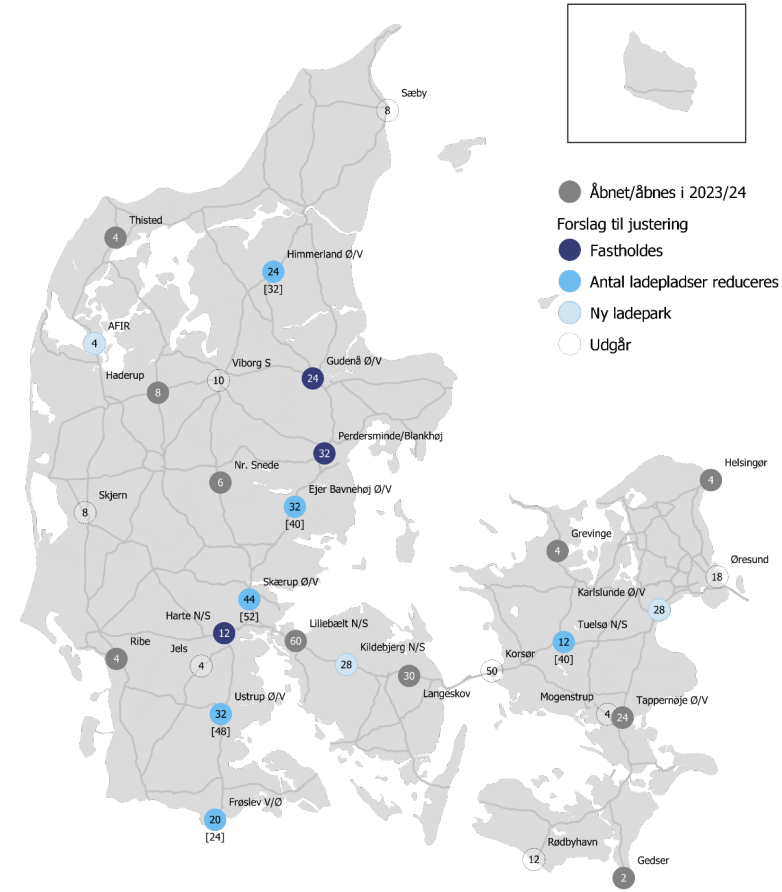 Sæby
8
Åbnet/åbnes i 2023/24
Forslag til justering
Fastholdes
Antal ladepladser reduceres
Ny ladepark
Udgår
Thisted
4
Himmerland Ø/V
24
[32]
AFIR
4
Viborg S
10
Gudenå Ø/V
24
Haderup
8
Perdersminde/Blankhøj
32
Nr. Snede
6
Ejer Bavnehøj Ø/V
32
[40]
Skjern
8
Helsingør
4
Grevinge
4
Øresund
18
Karlslunde Ø/V
28
Skærup Ø/V
44
[52]
Harte N/S
12
Lillebælt N/S
60
Kildebjerg N/S
28
Tuelsø N/S
12
[40]
Ribe
4
Jels
4
Korsør
50
Langeskov
30
Ustrup Ø/V
32
[48]
Mogenstrup
4
Tappernøje Ø/V
24
Frøslev V/Ø
20
[24]
Rødbyhavn
12
Gedser
2